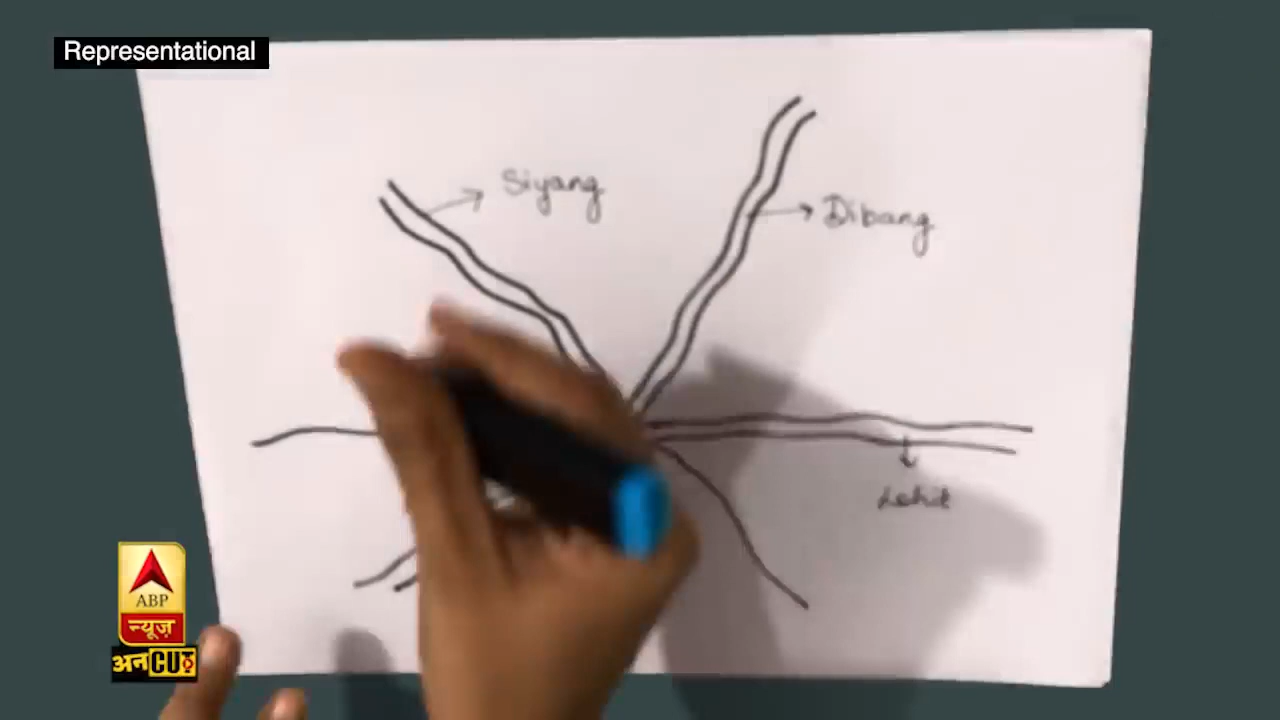 Representational
Siyang
Dibang
Lohit
ABP
न्यूज़
अनCUT